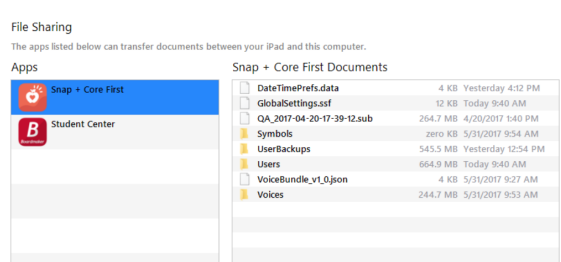 File Sharing
The apps listed below can transfer documents between your iPad and this computer.
Apps
Snap + Core First
B
Boardmaker
Student Center
Snap + Core First Documents
DateTimePrefs.data 4 KB Yesterday 4:12 PM
GlobalSettings.ssf 12 KB Today 9:40 AM
QA_2017-04-20-17-39-12.sub 264.7 MB 4/20/2017 1:40 PM
Symbols zero KB 5/31/2017 9:54 AM
UserBackups 545.5 MB Yesterday 12:54 PM
Users 664.9 MB Today 9:40 AM
VoiceBundle_v1_0.json 4 KB 5/31/2017 9:27 AM
Voices 244.7 MB 5/31/2017 9:53 AM